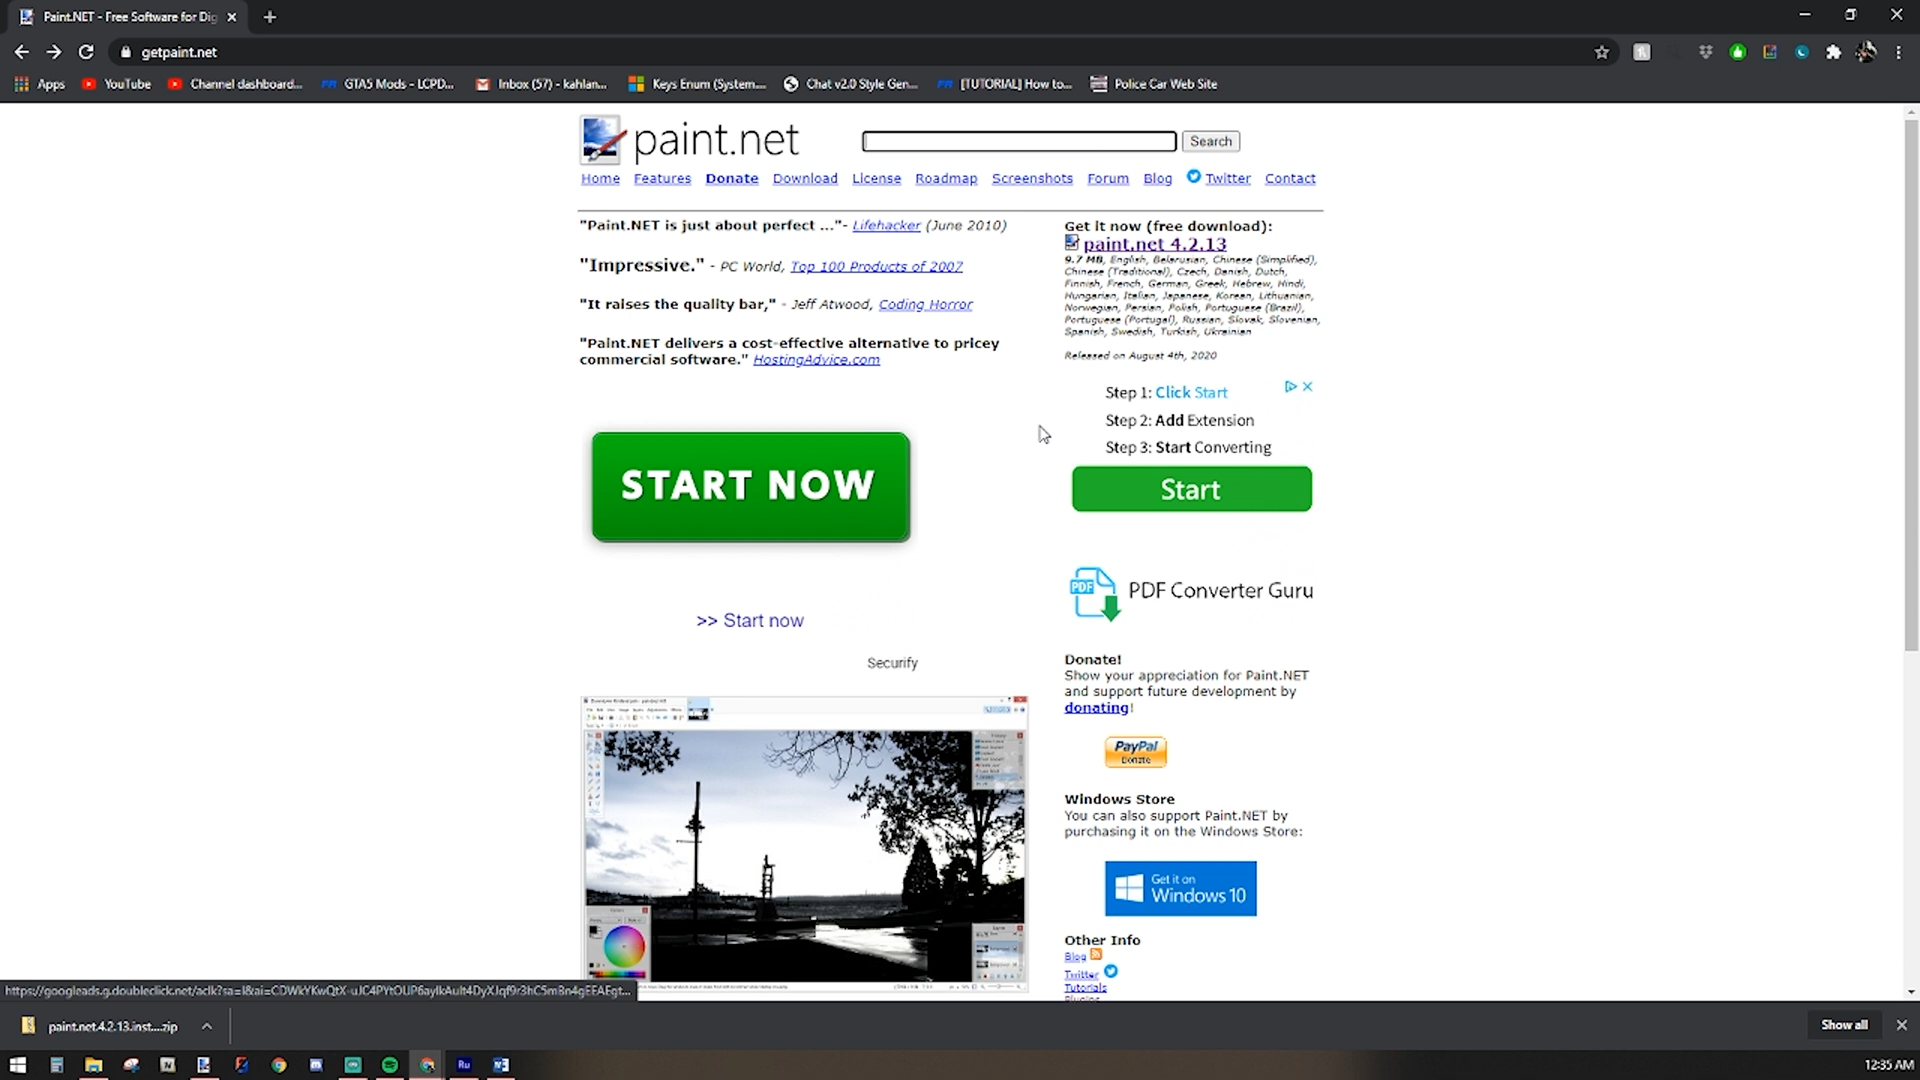 Paint.NET - Free Software for Dig
getpaint.net
Apps
YouTube
Channel dashboard...
GTA5 Mods - LCPD...
Inbox (57) - kahlan...
Keys Enum (System....
Chat v2.0 Style Gen...
[TUTORIAL] How to...
Police Car Web Site
paint.net
Search
Home
Features
Donate
Download
License
Roadmap
Screenshots
Forum
Blog
Twitter
Contact
"Paint.NET is just about perfect ..."- Lifehacker (June 2010)
"Impressive." - PC World, Top 100 Products of 2007
"It raises the quality bar," - Jeff Atwood, Coding Horror
"Paint.NET delivers a cost-effective alternative to pricey
commercial software." HostingAdvice.com
START NOW
>> Start now
Securify
Get it now (free download):
paint.net 4.2.13
9.7 MB, English, Belarusian, Chinese (Simplified),
Chinese (Traditional), Czech, Danish, Dutch,
Finnish, French, German, Greek, Hebrew, Hindi,
Hungarian, Italian, Japanese, Korean, Lithuanian,
Norwegian, Persian, Polish, Portuguese (Brazil),
Portuguese (Portugal), Russian, Slovak, Slovenian,
Spanish, Swedish, Turkish, Ukrainian
Released on August 4th, 2020
Step 1: Click Start
Step 2: Add Extension
Step 3: Start Converting
Start
PDF
PDF Converter Guru
Donate!
Show your appreciation for Paint.NET
and support future development by
donating!
PayPal
Donate
Windows Store
You can also support Paint.NET by
purchasing it on the Windows Store:
Get it on
Windows 10
Other Info
Blog
Twitter
Tutorials
Plugins
paint.net.4.2.13.inst....zip
Show all
Ru
12:35 AM